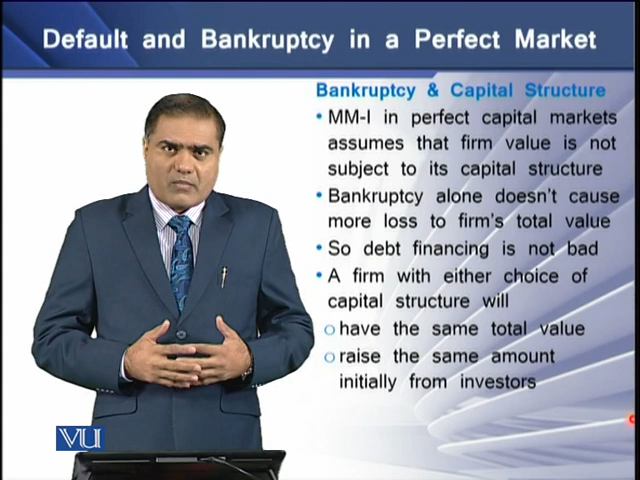 Default and Bankruptcy in a Perfect Market
Bankruptcy & Capital Structure
• MM-I in perfect capital markets
assumes that firm value is not
subject to its capital structure
• Bankruptcy alone doesn't cause
more loss to firm's total value
• So debt financing is not bad
• A firm with either choice of
capital structure will
o have the same total value
o raise the same amount
initially from investors
VU